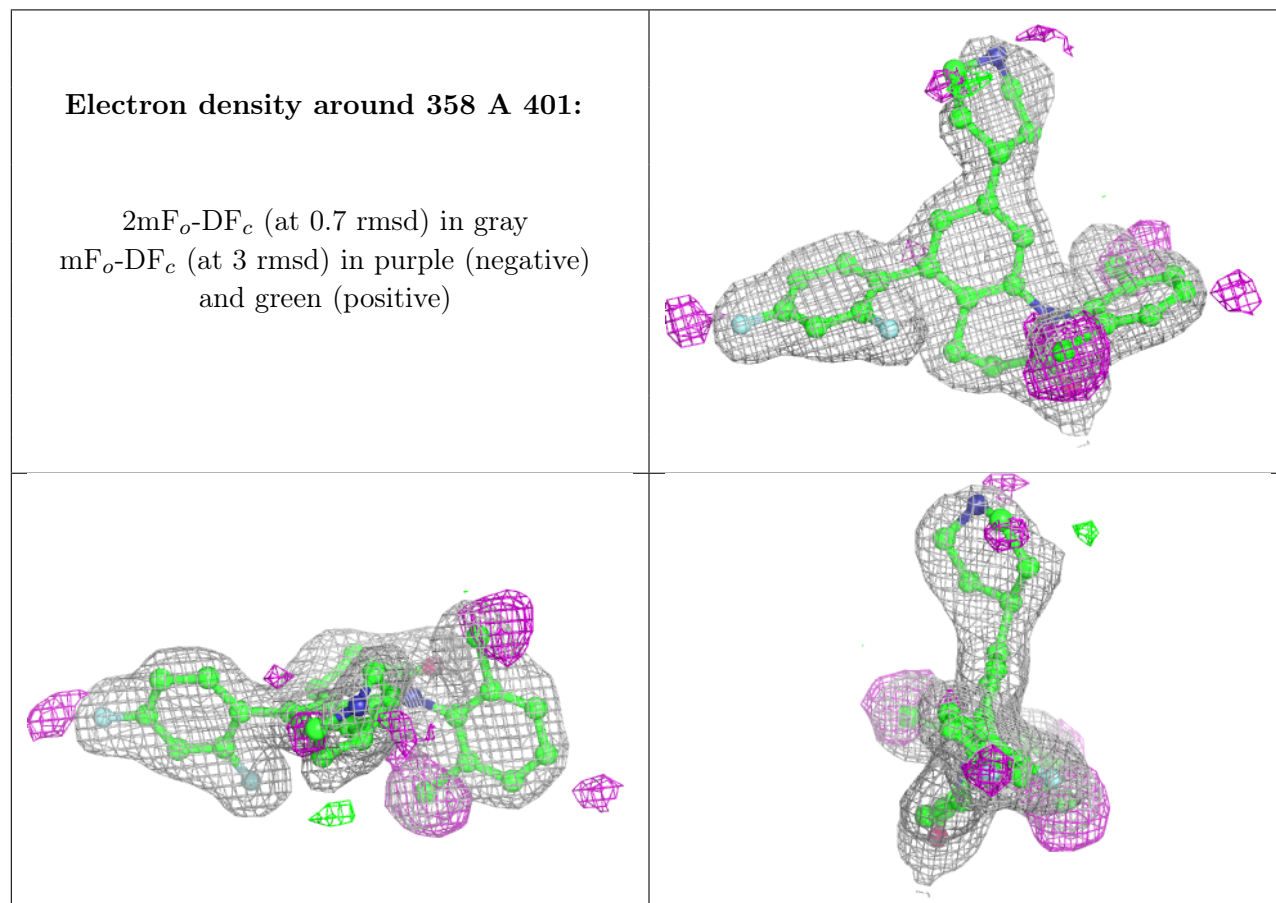 Electron density around 358 A 401:
2mFo-DFc (at 0.7 rmsd) in gray
mFo-DFc (at 3 rmsd) in purple (negative)
and green (positive)